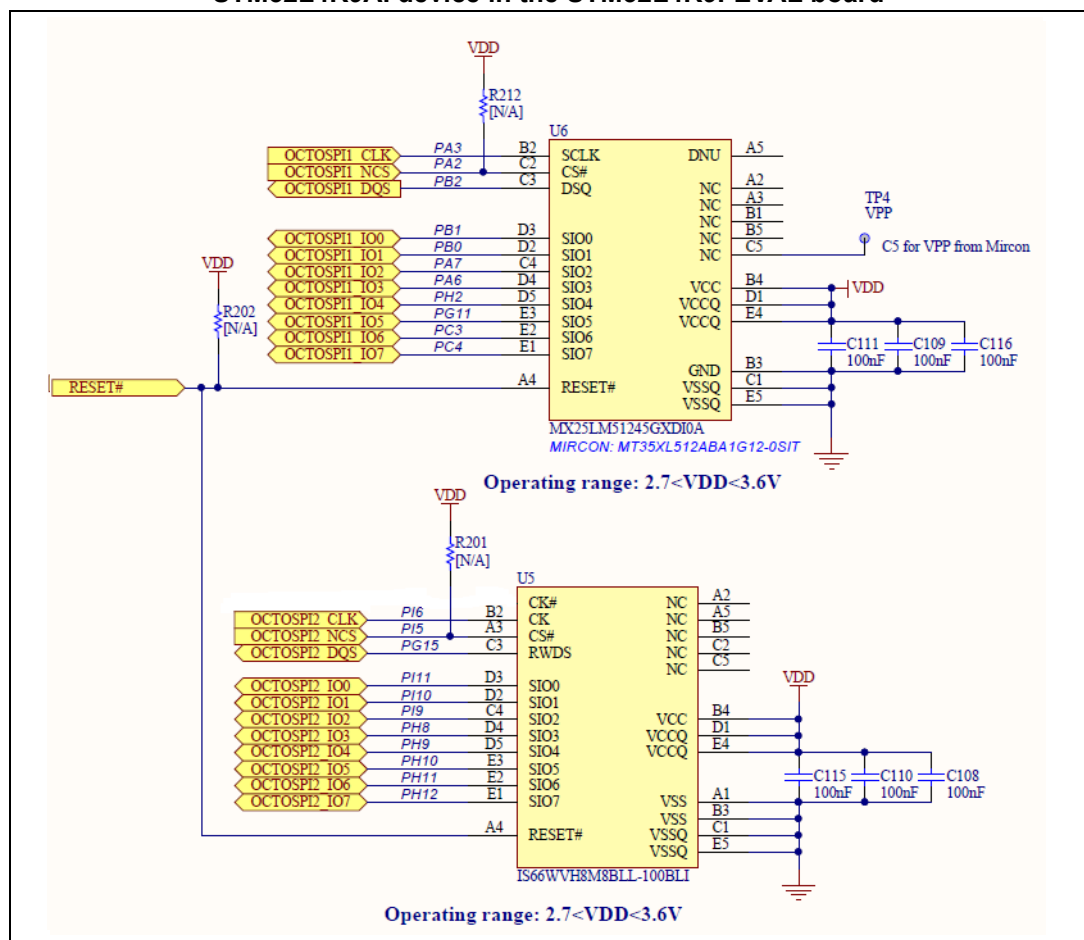 VDD
R212
[N/A]
U6
OCTOSPI1_CLK PA3 B2 SCLK DNU A5
OCTOSPI1_NCS PA2 C2 CS#
OCTOSPI1_DQS PB2 C3 DSQ NC A2
NC A3
NC B1
NC B5
NC C5
TP4
VPP
C5 for VPP from Mircon
OCTOSPI1_IO0 PB1 D3 SIO0
OCTOSPI1_IO1 PB0 D2 SIO1
OCTOSPI1_IO2 PA7 C4 SIO2
OCTOSPI1_IO3 PA6 D4 SIO3 VCC B4 VDD
OCTOSPI1_IO4 PH2 D5 SIO4 VCCQ D1
OCTOSPI1_IO5 PG11 E3 SIO5 VCCQ E4
OCTOSPI1_IO6 PC3 E2 SIO6
OCTOSPI1_IO7 PC4 E1 SIO7
C111 C109 C116
100nF 100nF 100nF
VDD
R202
[N/A]
RESET# A4 RESET# GND B3
VSSQ C1
VSSQ E5
MX25LM51245GXDI0A
MIRCON: MT35XL512ABA1G12-0SIT
Operating range: 2.7<VDD<3.6V
VDD
R201
[N/A]
U5
CK# NC A2
OCTOSPI2_CLK PI6 B2 CK NC A5
OCTOSPI2_NCS PI5 A3 CS# NC B5
OCTOSPI2_DQS PG15 C3 RWDS NC C2
NC C5
VDD
OCTOSPI2_IO0 PI11 D3 SIO0
OCTOSPI2_IO1 PI10 D2 SIO1
OCTOSPI2_IO2 PI9 C4 SIO2 VCC B4
OCTOSPI2_IO3 PH8 D4 SIO3 VCCQ D1
OCTOSPI2_IO4 PH9 D5 SIO4 VCCQ E4
OCTOSPI2_IO5 PH10 E3 SIO5
OCTOSPI2_IO6 PH11 E2 SIO6
OCTOSPI2_IO7 PH12 E1 SIO7
C115 C110 C108
100nF 100nF 100nF
VSS A1
VSS B3
A4 RESET# VSSQ C1
VSSQ E5
IS66WVH8M8BLL-100BLI
Operating range: 2.7<VDD<3.6V